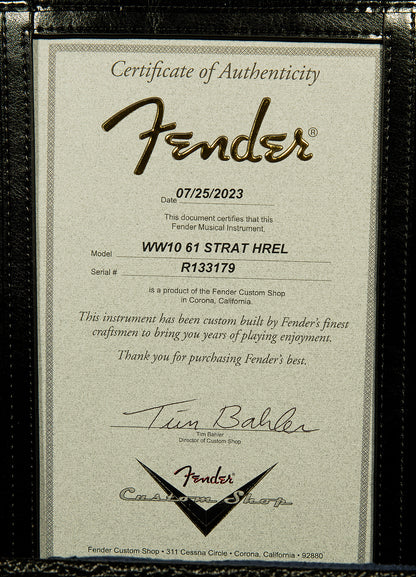 Certificate of Authenticity
Fender®
Date 07/25/2023
This document certifies that this
Fender Musical Instrument,
Model WW10 61 STRAT HREL
Serial # R133179
is a product of the Fender Custom Shop
in Corona, California.
This instrument has been custom built by Fender's finest
craftsmen to bring you years of playing enjoyment.
Thank you for purchasing Fender's best.
Tim Bahler
Tim Bahler
Director of Custom Shop
Fender
Custom Shop
Fender Custom Shop • 311 Cessna Circle • Corona, California • 92880